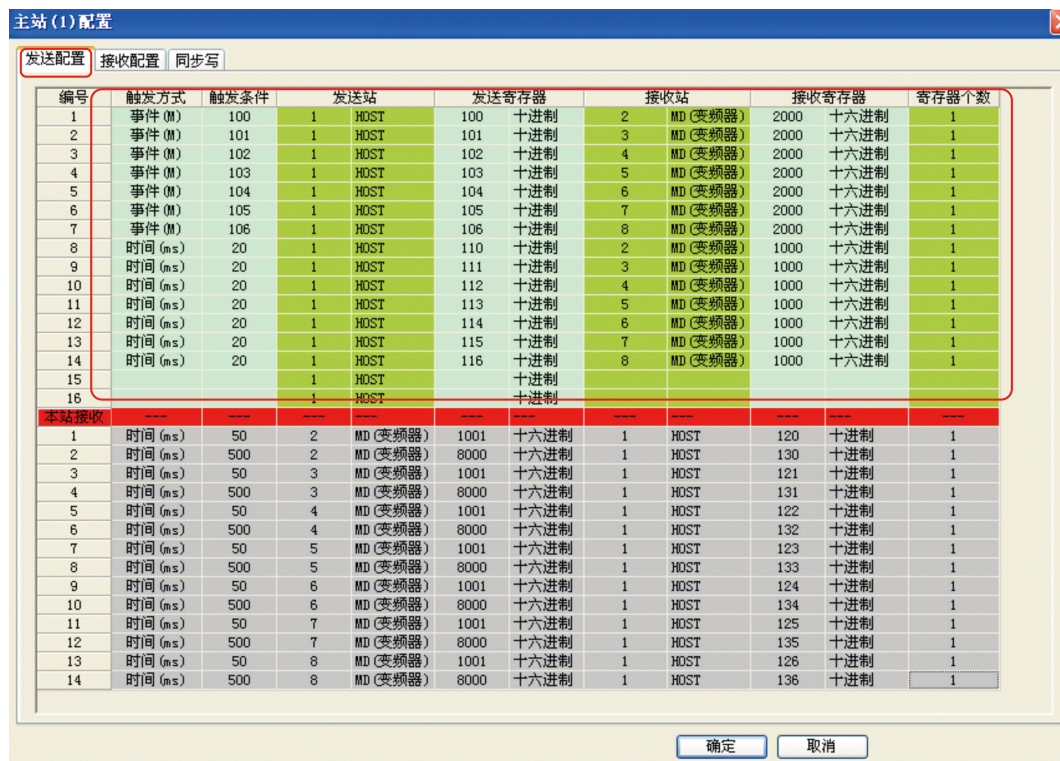 主站(1)配置
发送配置 接收配置 同步写
编号 触发方式 触发条件 发送站 发送寄存器 接收站 接收寄存器 寄存器个数
1 事件(M) 100 1 HOST 100 十进制 2 MD(变频器) 2000 十六进制 1
2 事件(M) 101 1 HOST 101 十进制 3 MD(变频器) 2000 十六进制 1
3 事件(M) 102 1 HOST 102 十进制 4 MD(变频器) 2000 十六进制 1
4 事件(M) 103 1 HOST 103 十进制 5 MD(变频器) 2000 十六进制 1
5 事件(M) 104 1 HOST 104 十进制 6 MD(变频器) 2000 十六进制 1
6 事件(M) 105 1 HOST 105 十进制 7 MD(变频器) 2000 十六进制 1
7 事件(M) 106 1 HOST 106 十进制 8 MD(变频器) 2000 十六进制 1
8 时间(ms) 20 1 HOST 110 十进制 2 MD(变频器) 1000 十六进制 1
9 时间(ms) 20 1 HOST 111 十进制 3 MD(变频器) 1000 十六进制 1
10 时间(ms) 20 1 HOST 112 十进制 4 MD(变频器) 1000 十六进制 1
11 时间(ms) 20 1 HOST 113 十进制 5 MD(变频器) 1000 十六进制 1
12 时间(ms) 20 1 HOST 114 十进制 6 MD(变频器) 1000 十六进制 1
13 时间(ms) 20 1 HOST 115 十进制 7 MD(变频器) 1000 十六进制 1
14 时间(ms) 20 1 HOST 116 十进制 8 MD(变频器) 1000 十六进制 1
15 1 HOST 十进制
16 1 HOST 十进制
本站接收 --- --- --- --- --- --- --- --- --- --- ---
1 时间(ms) 50 2 MD(变频器) 1001 十六进制 1 HOST 120 十进制 1
2 时间(ms) 500 2 MD(变频器) 8000 十六进制 1 HOST 130 十进制 1
3 时间(ms) 50 3 MD(变频器) 1001 十六进制 1 HOST 121 十进制 1
4 时间(ms) 500 3 MD(变频器) 8000 十六进制 1 HOST 131 十进制 1
5 时间(ms) 50 4 MD(变频器) 1001 十六进制 1 HOST 122 十进制 1
6 时间(ms) 500 4 MD(变频器) 8000 十六进制 1 HOST 132 十进制 1
7 时间(ms) 50 5 MD(变频器) 1001 十六进制 1 HOST 123 十进制 1
8 时间(ms) 500 5 MD(变频器) 8000 十六进制 1 HOST 133 十进制 1
9 时间(ms) 50 6 MD(变频器) 1001 十六进制 1 HOST 124 十进制 1
10 时间(ms) 500 6 MD(变频器) 8000 十六进制 1 HOST 134 十进制 1
11 时间(ms) 50 7 MD(变频器) 1001 十六进制 1 HOST 125 十进制 1
12 时间(ms) 500 7 MD(变频器) 8000 十六进制 1 HOST 135 十进制 1
13 时间(ms) 50 8 MD(变频器) 1001 十六进制 1 HOST 126 十进制 1
14 时间(ms) 500 8 MD(变频器) 8000 十六进制 1 HOST 136 十进制 1
确定 取消